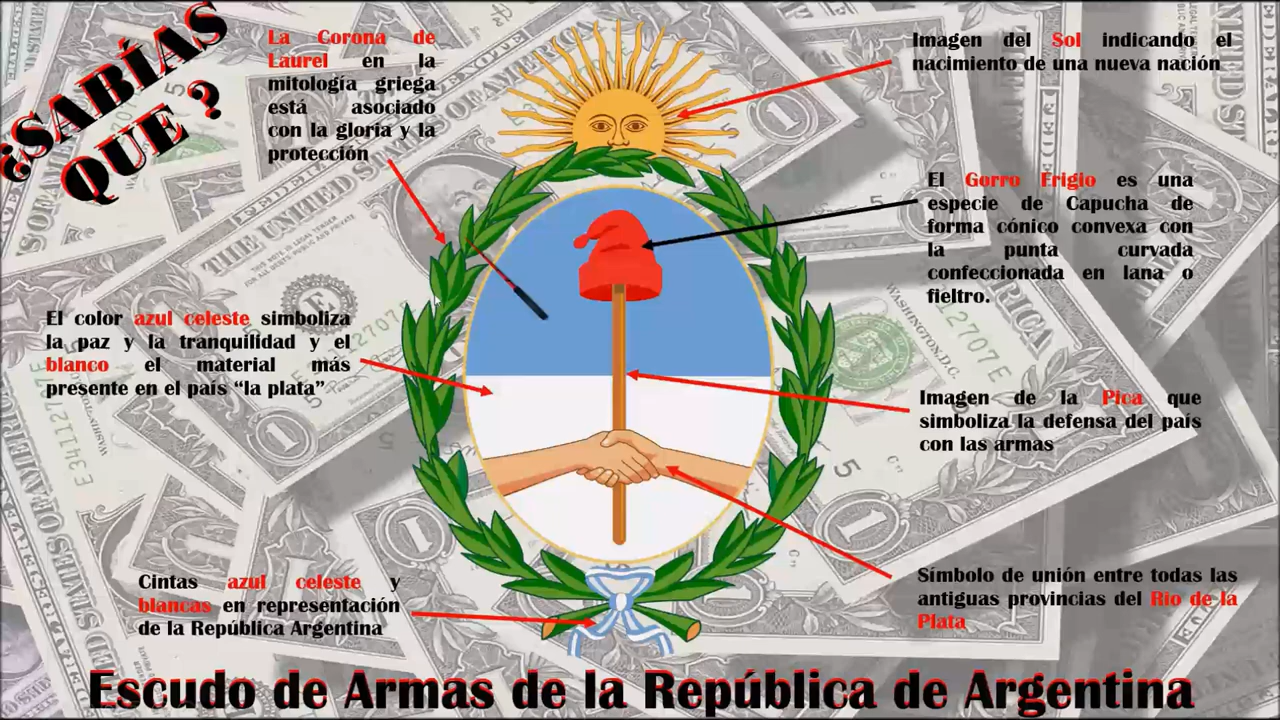 ¿SABÍAS
QUE ?
La Corona de
Laurel en la
mitología griega
está asociado
con la gloria y la
protección
Imagen del Sol indicando el
nacimiento de una nueva nación
El Gorro Frigio es una
especie de Capucha de
forma cónico convexa con
la punta curvada
confeccionada en lana o
fieltro.
El color azul celeste simboliza
la paz y la tranquilidad y el
blanco el material más
presente en el país “la plata”
Imagen de la Pica que
simboliza la defensa del país
con las armas
Cintas azul celeste y
blancas en representación
de la República Argentina
Símbolo de unión entre todas las
antiguas provincias del Rio de la
Plata
Escudo de Armas de la República de Argentina